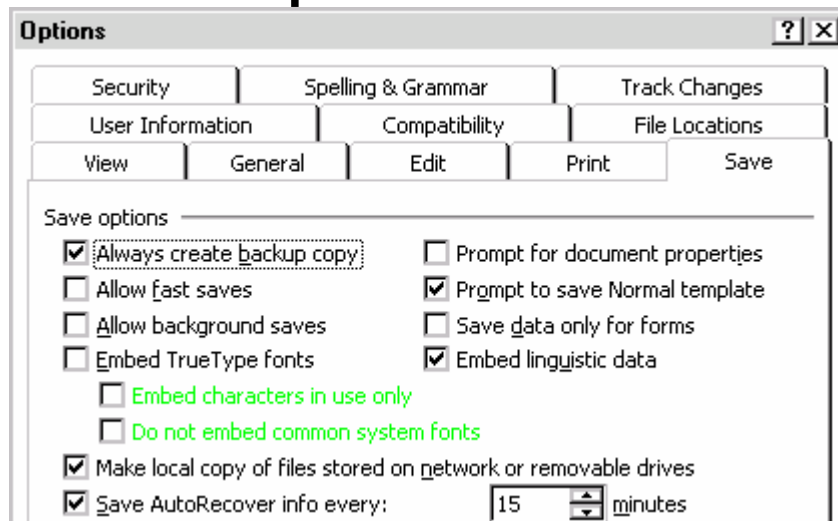 Options
Security Spelling & Grammar Track Changes
User Information Compatibility File Locations
View General Edit Print Save
Save options
Always create backup copy Prompt for document properties
Allow fast saves Prompt to save Normal template
Allow background saves Save data only for forms
Embed TrueType fonts Embed linguistic data
Embed characters in use only
Do not embed common system fonts
Make local copy of files stored on network or removable drives
Save AutoRecover info every: 15 minutes